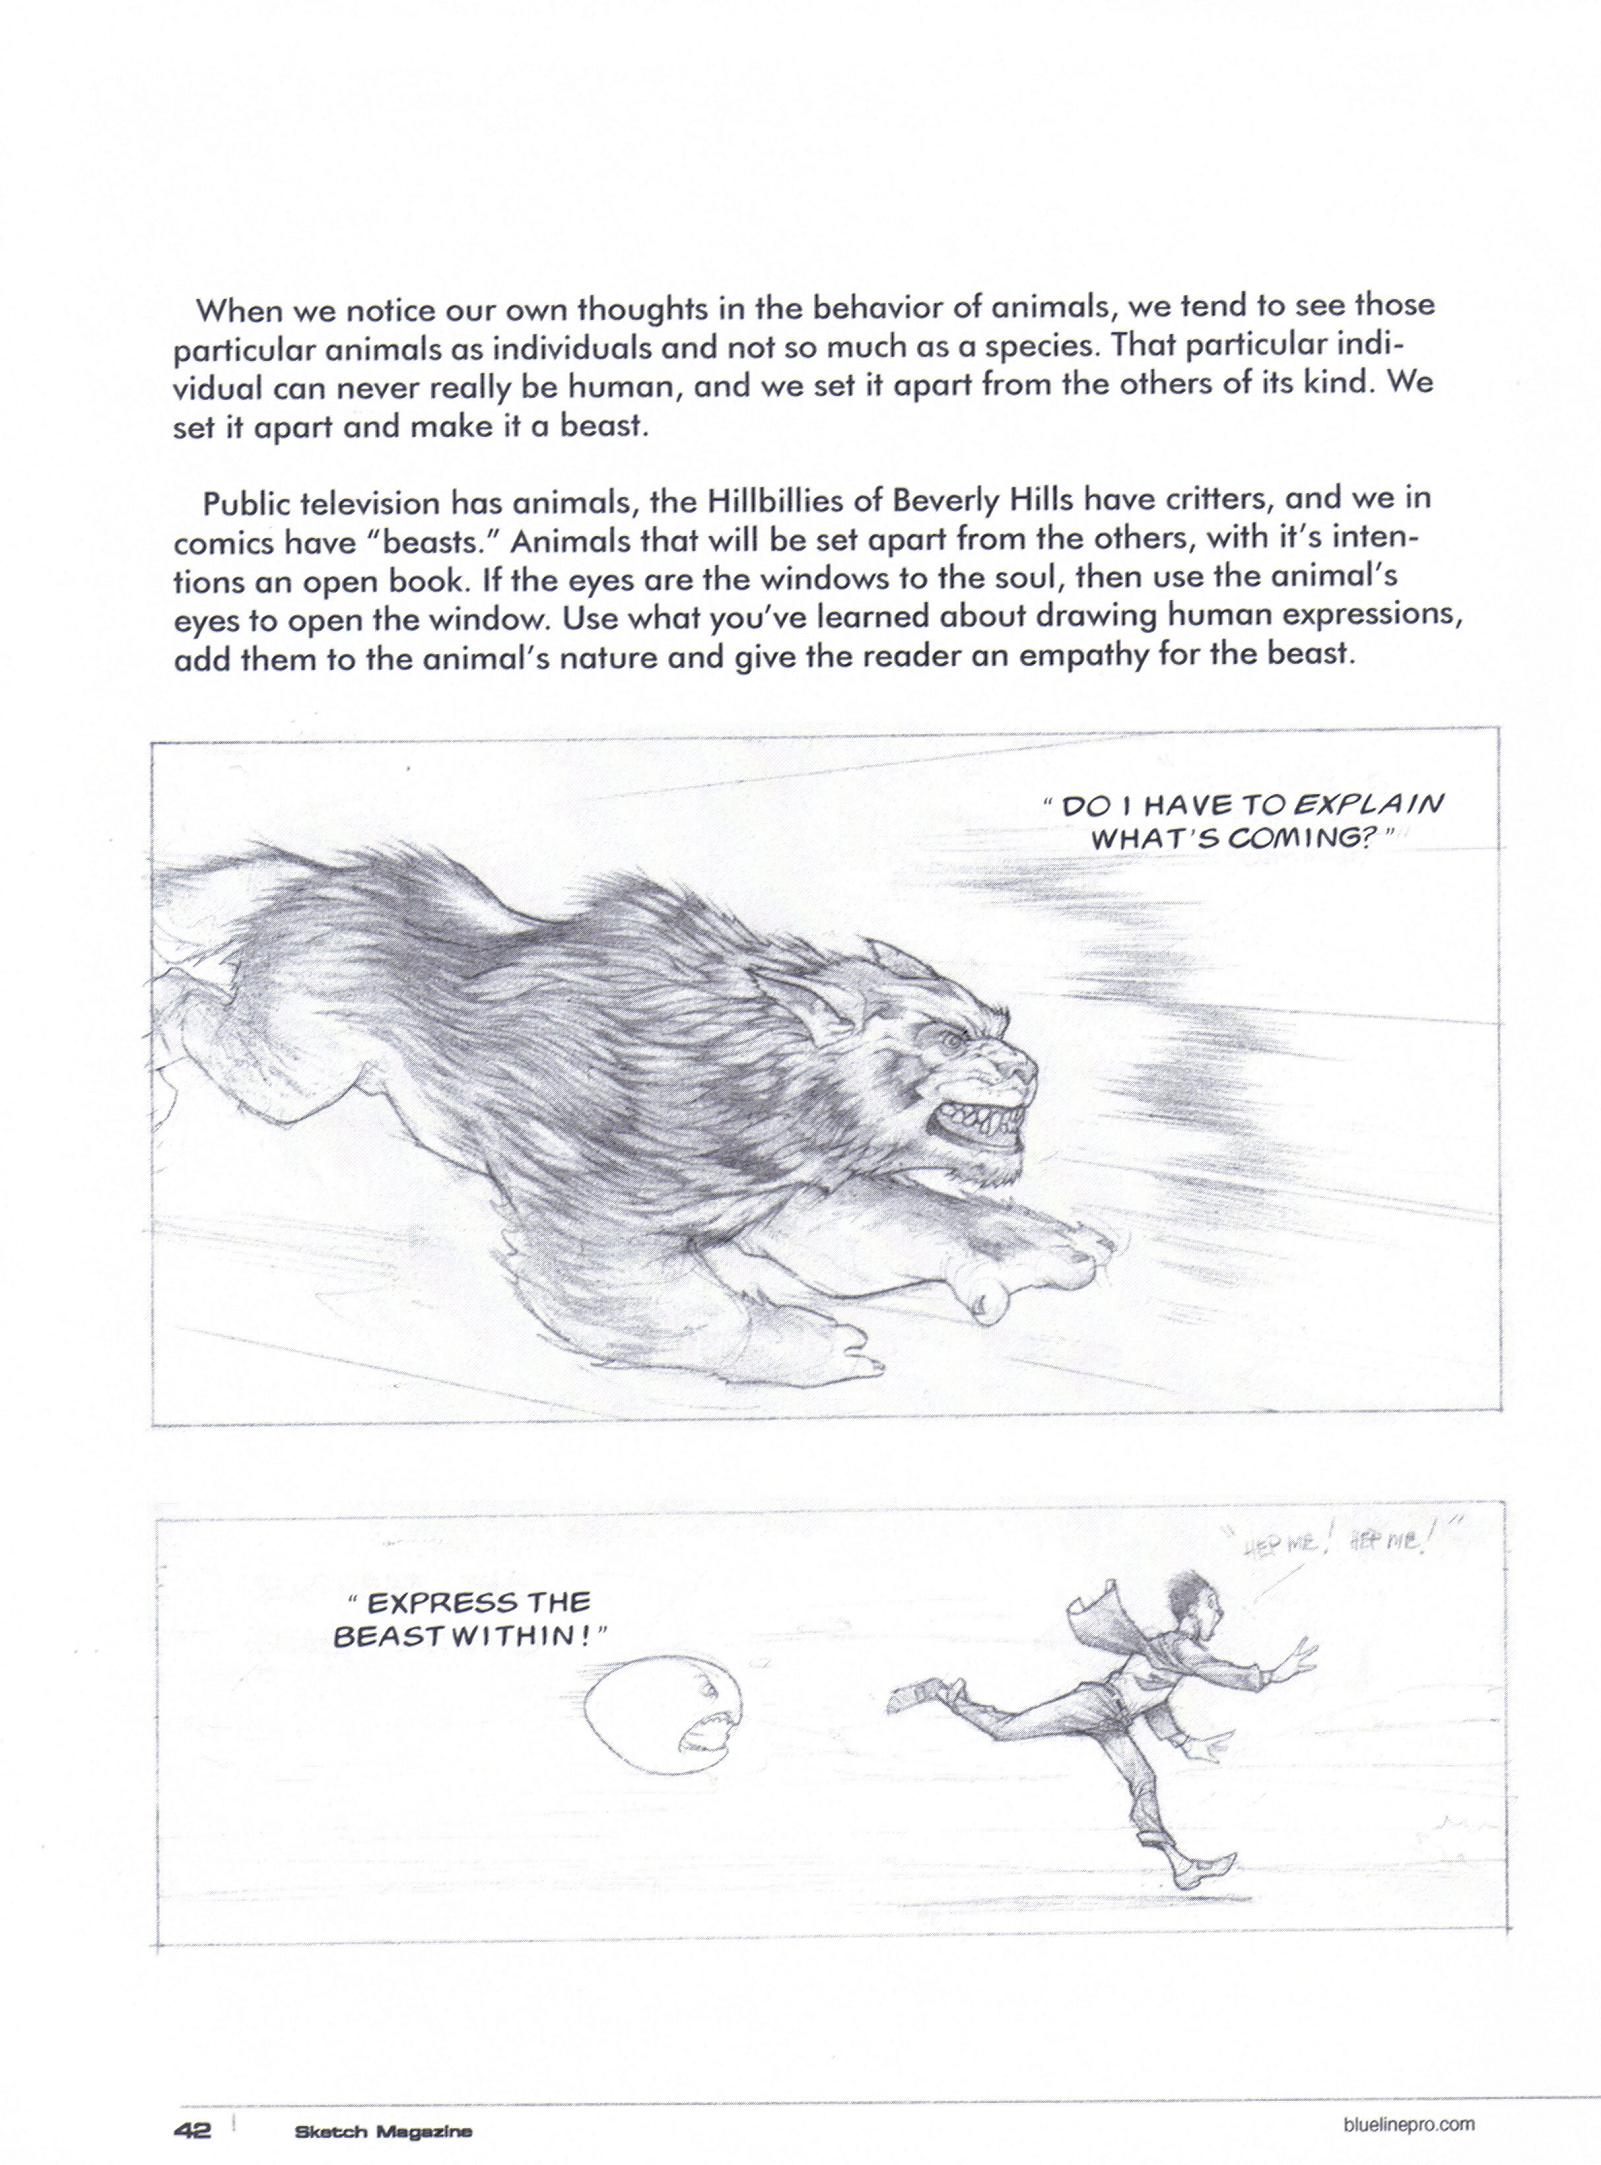 When we notice our own thoughts in the behavior of animals, we tend to see those
particular animals as individuals and not so much as a species. That particular indi-
vidual can never really be human, and we set it apart from the others of its kind. We
set it apart and make it a beast.
Public television has animals, the Hillbillies of Beverly Hills have critters, and we in
comics have “beasts.” Animals that will be set apart from the others, with it’s inten-
tions an open book. If the eyes are the windows to the soul, then use the animal’s
eyes to open the window. Use what you’ve learned about drawing human expressions,
add them to the animal’s nature and give the reader an empathy for the beast.
“ DO I HAVE TO EXPLAIN
WHAT'S COMING? ”
“ HEP ME! HEP ME! ”
“ EXPRESS THE
BEAST WITHIN! ”
42 Sketch Magazine
bluelinepro.com